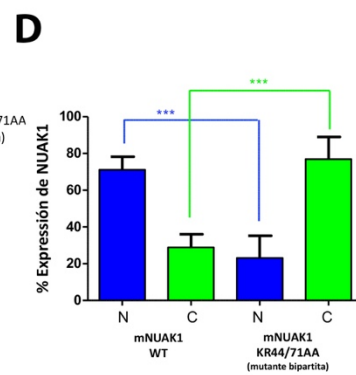 D
71AA
)
***
***
% Expressión de NUAK1
100
80
60
40
20
0
N C N C
mNUAK1 mNUAK1
WT KR44/71AA
(mutante bipartita)